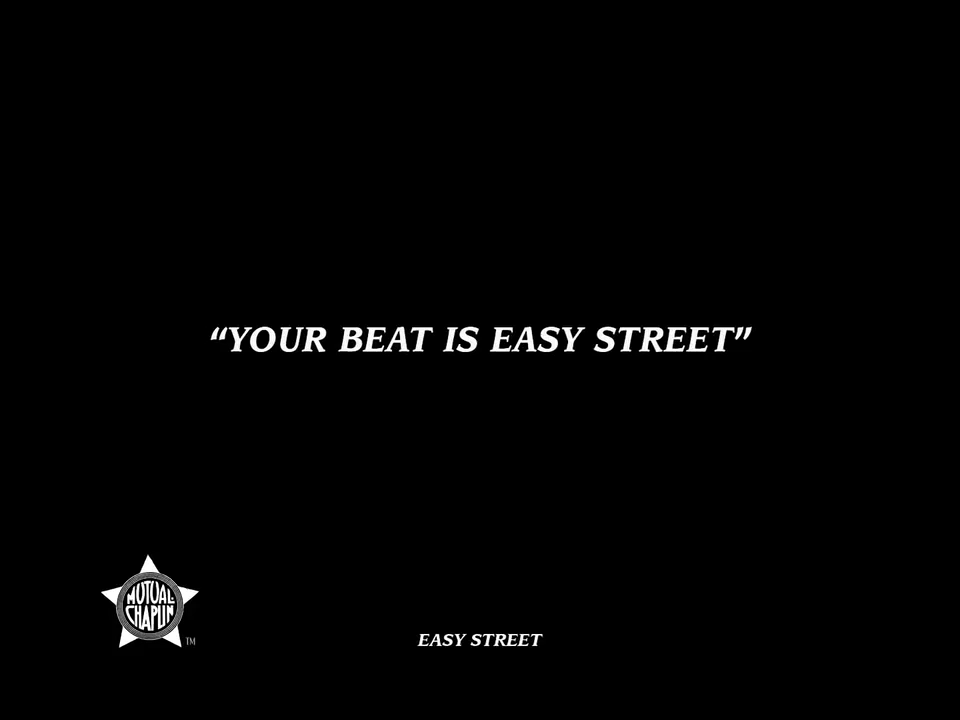 “YOUR BEAT IS EASY STREET”
MUTUAL-
CHAPLIN
TM
EASY STREET